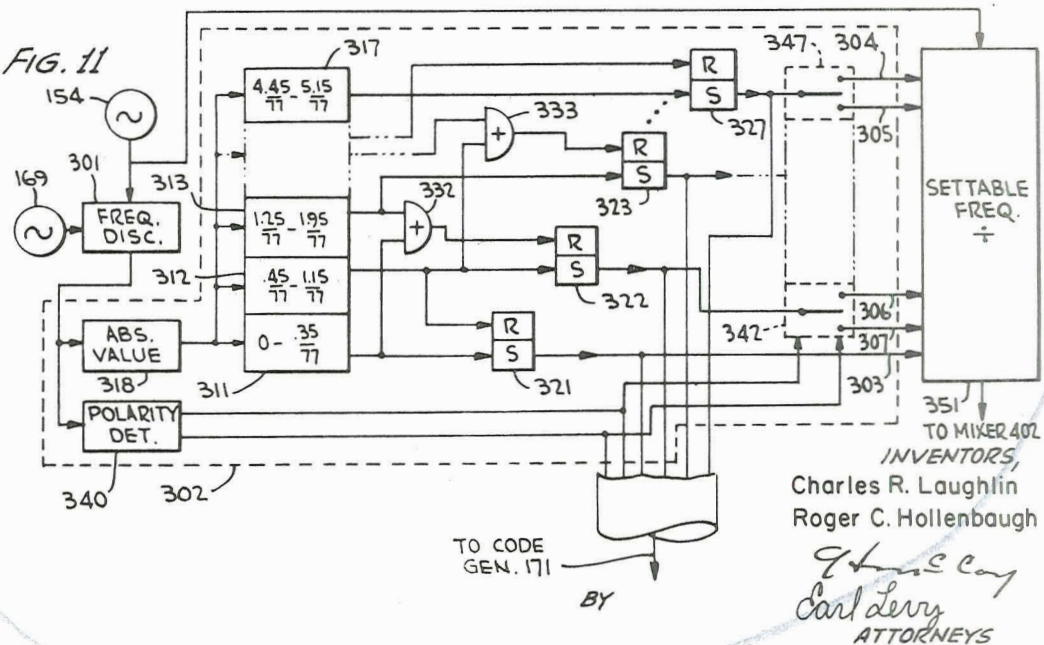 FIG. 11
154
169
301
FREQ.
DISC.
317
4.45/77 - 5.15/77
313
1.25/77 - 1.95/77
312
.45/77 - 1.15/77
0 - .35/77
311
ABS.
VALUE
318
POLARITY
DET.
340
302
333
+
332
+
R
S
327
R
S
323
R
S
322
R
S
321
347
304
305
342
306
307
303
SETTABLE
FREQ.
÷
351
TO MIXER 402
TO CODE
GEN. 171
INVENTORS,
Charles R. Laughlin
Roger C. Hollenbaugh
BY
Earl Levy
ATTORNEYS